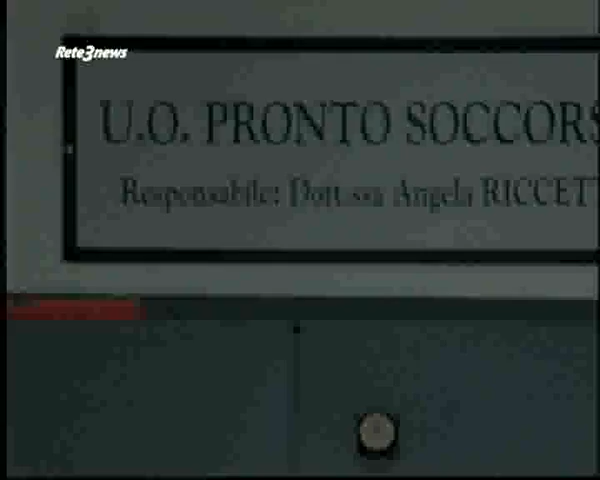 Rete3news
U.O. PRONTO SOCCORS
Responsabile: Dott.ssa Angela RICCET